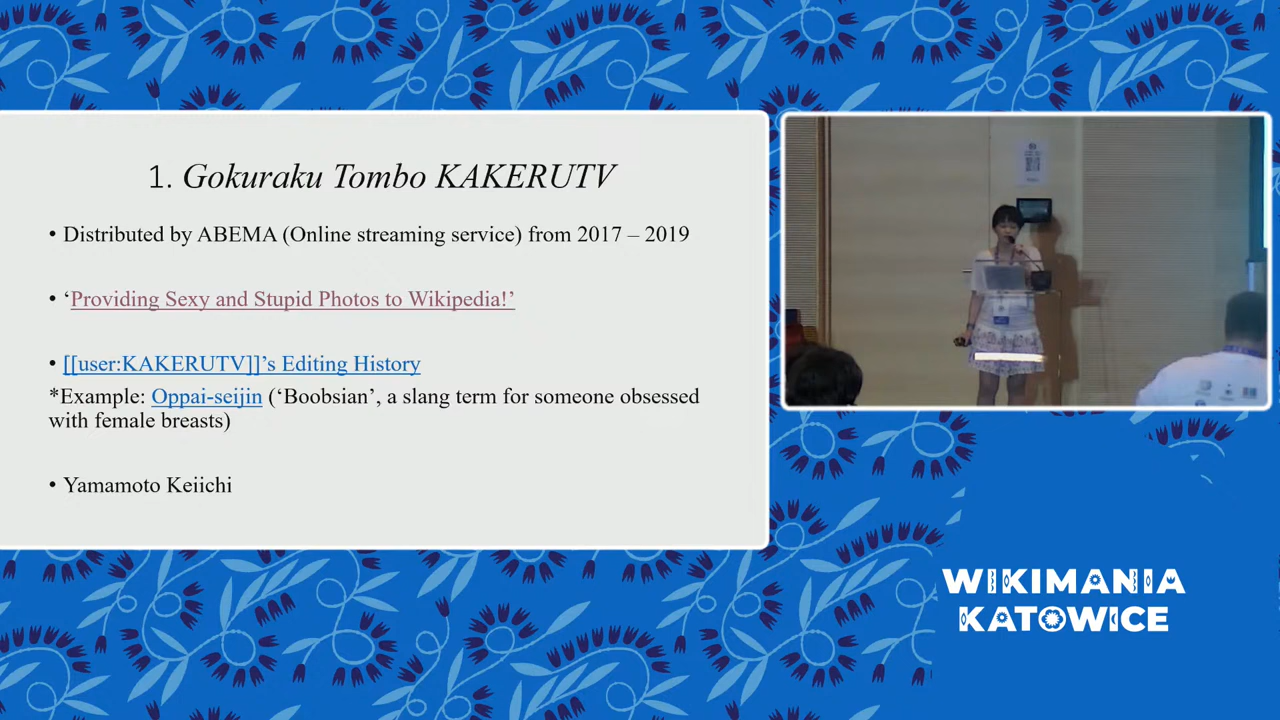 1. Gokuraku Tombo KAKERUTV
• Distributed by ABEMA (Online streaming service) from 2017 – 2019
• ‘Providing Sexy and Stupid Photos to Wikipedia!’
• [[user:KAKERUTV]]’s Editing History
*Example: Oppai-seijin (‘Boobsian’, a slang term for someone obsessed
with female breasts)
• Yamamoto Keiichi
WIKIMANIA
KATOWICE